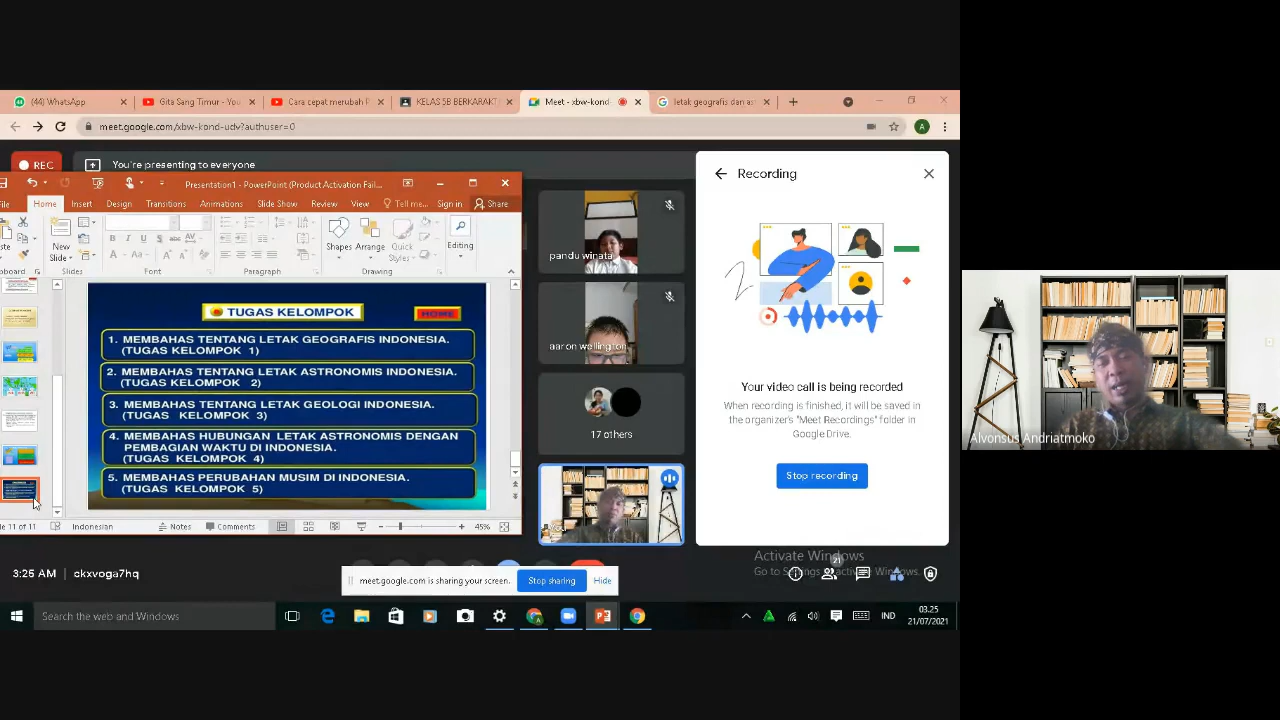 (44) WhatsApp
Gita Sang Timur - You
Cara cepat merubah
KELAS 5B BERKARAKT
Meet - xbw-kond-
letak geografis dan as
meet.google.com/xbw-kond-udv?authuser=0
A
REC
You're presenting to everyone
Presentation1 - PowerPoint (Product Activation Fail...
File Home Insert Design Transitions Animations Slide Show Review View Tell me... Sign in Share
New
Slide
Shapes Arrange Quick
Styles
Editing
Slides Font Paragraph Drawing
TUGAS KELOMPOK
HOME
1. MEMBAHAS TENTANG LETAK GEOGRAFIS INDONESIA.
(TUGAS KELOMPOK 1)
2. MEMBAHAS TENTANG LETAK ASTRONOMIS INDONESIA.
(TUGAS KELOMPOK 2)
3. MEMBAHAS TENTANG LETAK GEOLOGI INDONESIA.
(TUGAS KELOMPOK 3)
4. MEMBAHAS HUBUNGAN LETAK ASTRONOMIS DENGAN
PEMBAGIAN WAKTU DI INDONESIA.
(TUGAS KELOMPOK 4)
5. MEMBAHAS PERUBAHAN MUSIM DI INDONESIA.
(TUGAS KELOMPOK 5)
11 of 11 Indonesian Notes Comments 45%
pandu winata
aaron wellington
17 others
Recording
Your video call is being recorded
When recording is finished, it will be saved in
the organizer's "Meet Recordings" folder in
Google Drive.
Stop recording
Alvonsus Andriatmoko
Activate Windows
Go to Settings to activate Windows.
21
3:25 AM | ckxvoga7hq
meet.google.com is sharing your screen. Stop sharing Hide
Search the web and Windows
IND
03.25
21/07/2021